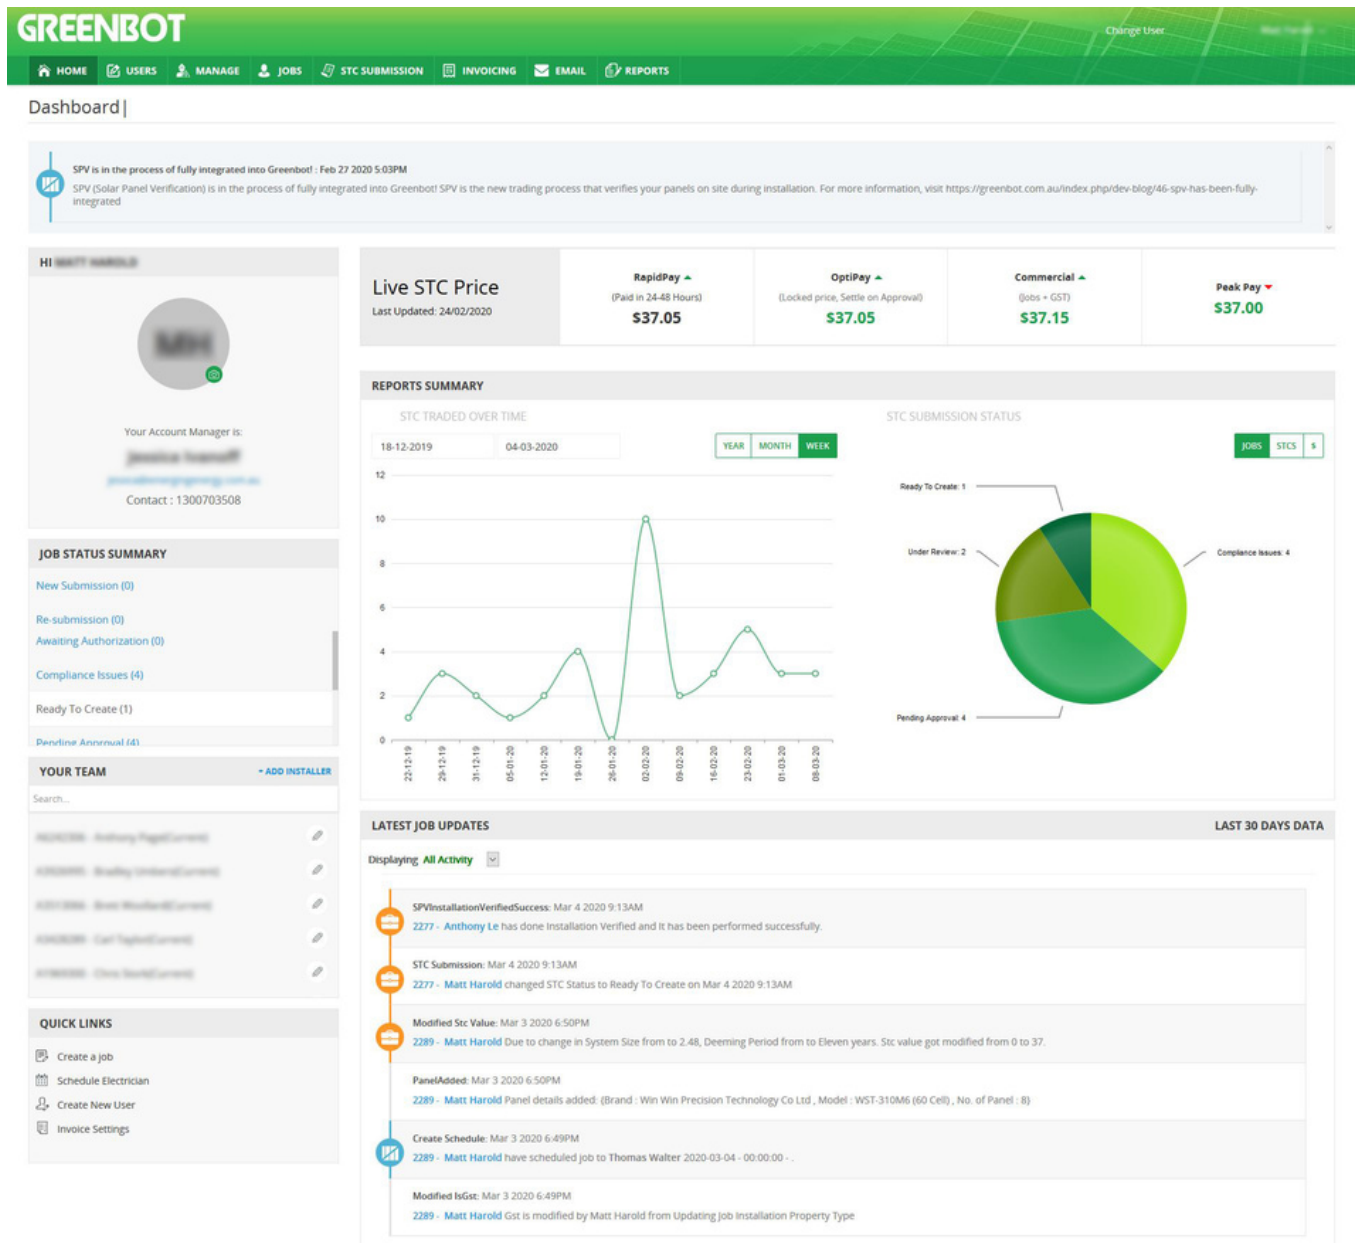 GREENBOT
Change User
HOME USERS MANAGE JOBS STC SUBMISSION INVOICING EMAIL REPORTS
Dashboard|
SPV is in the process of fully integrated into Greenbot! : Feb 27 2020 5:03PM
SPV (Solar Panel Verification) is in the process of fully integrated into Greenbot! SPV is the new trading process that verifies your panels on site during installation. For more information, visit https://greenbot.com.au/index.php/dev-blog/46-spv-has-been-fully-
integrated
HI
Your Account Manager is:
Contact : 1300703508
JOB STATUS SUMMARY
New Submission (0)
Re-submission (0)
Awaiting Authorization (0)
Compliance Issues (4)
Ready To Create (1)
Pending Approval (4)
YOUR TEAM
+ ADD INSTALLER
Search...
QUICK LINKS
Create a job
Schedule Electrician
Create New User
Invoice Settings
Live STC Price
Last Updated: 24/02/2020
RapidPay
(Paid in 24-48 Hours)
$37.05
OptiPay
(Locked price, Settle on Approval)
$37.05
Commercial
(Jobs + GST)
$37.15
Peak Pay
$37.00
REPORTS SUMMARY
STC TRADED OVER TIME
18-12-2019 04-03-2020
YEAR MONTH WEEK
12
10
8
6
4
2
0
22-12-19
29-12-19
31-12-19
05-01-20
12-01-20
19-01-20
26-01-20
02-02-20
09-02-20
16-02-20
23-02-20
01-03-20
08-03-20
STC SUBMISSION STATUS
JOBS STCS $
Ready To Create: 1
Under Review: 2
Compliance Issues: 4
Pending Approval: 4
LATEST JOB UPDATES
LAST 30 DAYS DATA
Displaying All Activity
SPVInstallationVerifiedSuccess: Mar 4 2020 9:13AM
2277 - Anthony Le has done Installation Verified and It has been performed successfully.
STC Submission: Mar 4 2020 9:13AM
2277 - Matt Harold changed STC Status to Ready To Create on Mar 4 2020 9:13AM
Modified Stc Value: Mar 3 2020 6:50PM
2289 - Matt Harold Due to change in System Size from to 2.48, Deeming Period from to Eleven years. Stc value got modified from 0 to 37.
PanelAdded: Mar 3 2020 6:50PM
2289 - Matt Harold Panel details added: (Brand : Win Win Precision Technology Co Ltd , Model : WST-310M6 (60 Cell) , No. of Panel : 8)
Create Schedule: Mar 3 2020 6:49PM
2289 - Matt Harold have scheduled job to Thomas Walter 2020-03-04 - 00:00:00 - .
Modified IsGst: Mar 3 2020 6:49PM
2289 - Matt Harold Gst is modified by Matt Harold from Updating Job Installation Property Type